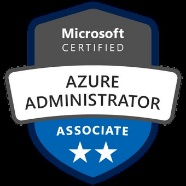 Microsoft
CERTIFIED
AZURE
ADMINISTRATOR
ASSOCIATE